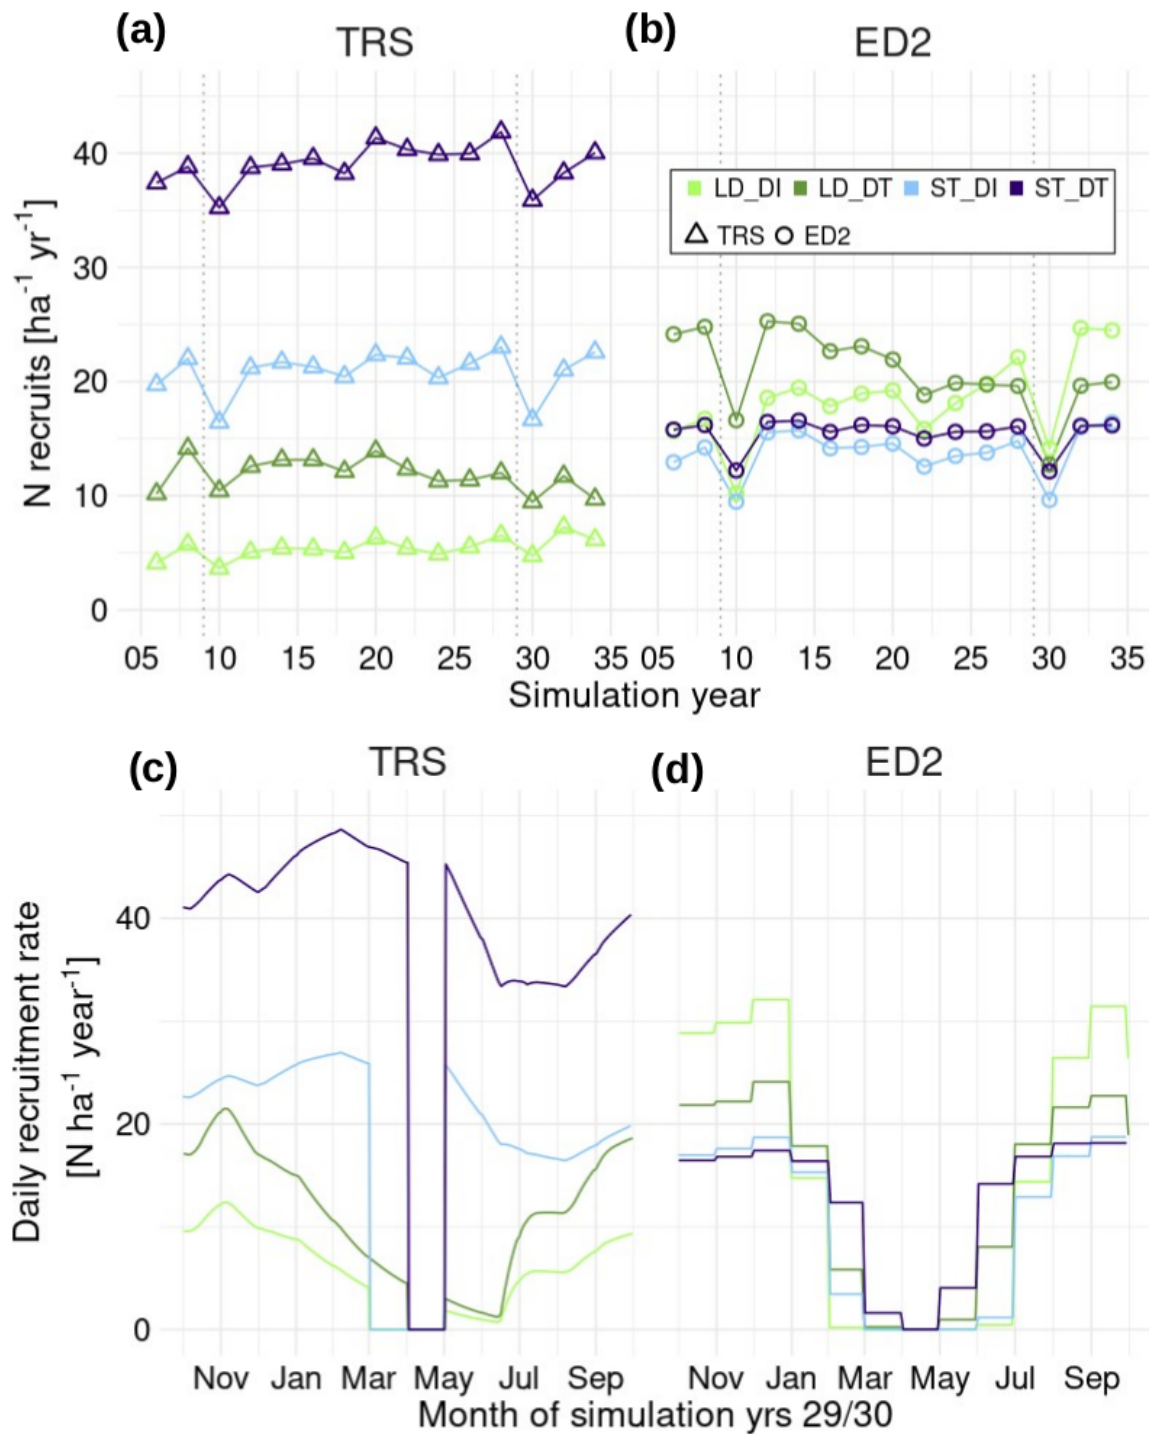 (a) TRS (b) ED2
N recruits [ha⁻¹ yr⁻¹]
40
30
20
10
0
LD_DI LD_DT ST_DI ST_DT
TRS ED2
05 10 15 20 25 30 35 05 10 15 20 25 30 35
Simulation year
(c) TRS (d) ED2
Daily recruitment rate
[N ha⁻¹ year⁻¹]
40
20
0
Nov Jan Mar May Jul Sep Nov Jan Mar May Jul Sep
Month of simulation yrs 29/30